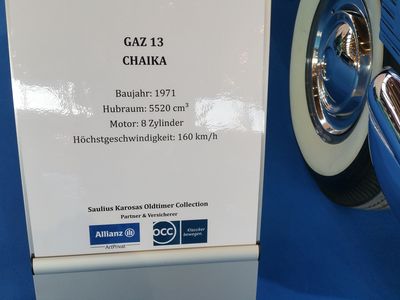 GAZ 13
CHAIKA
Baujahr: 1971
Hubraum: 5520 cm³
Motor: 8 Zylinder
Höchstgeschwindigkeit: 160 km/h
Saulius Karosas Oldtimer Collection
Partner & Versicherer
Allianz
ArtPrivat
OCC
Klassiker
bewegen.